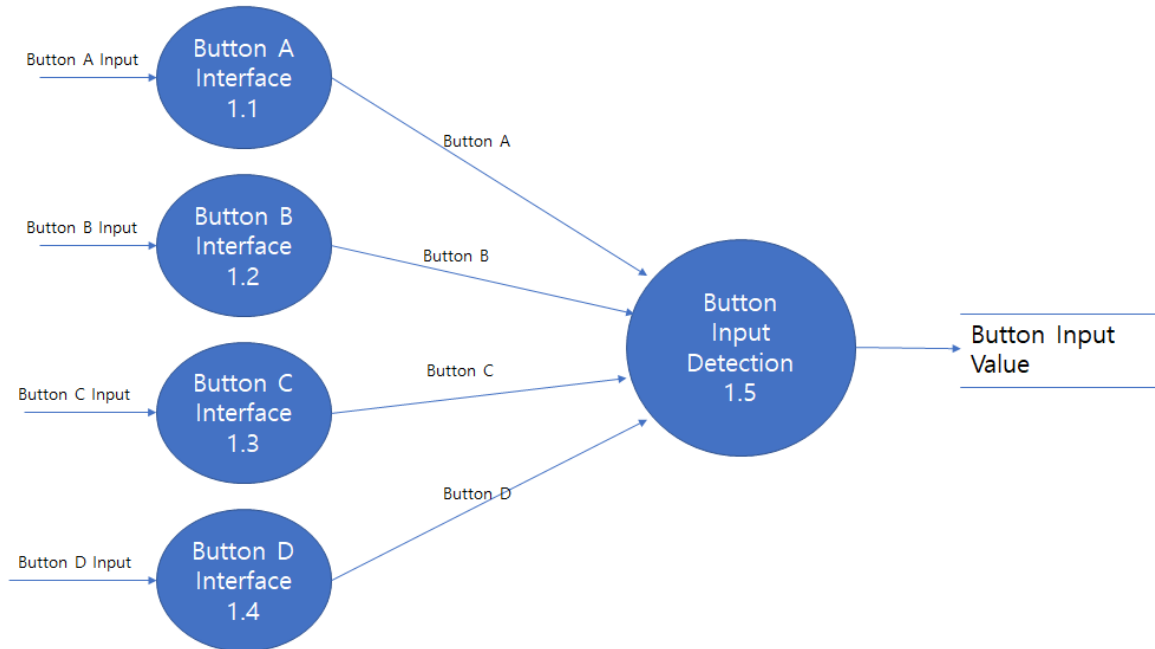 Button A Input
Button A
Interface
1.1
Button A
Button B Input
Button B
Interface
1.2
Button B
Button
Input
Detection
1.5
Button Input
Value
Button C Input
Button C
Interface
1.3
Button C
Button D Input
Button D
Interface
1.4
Button D